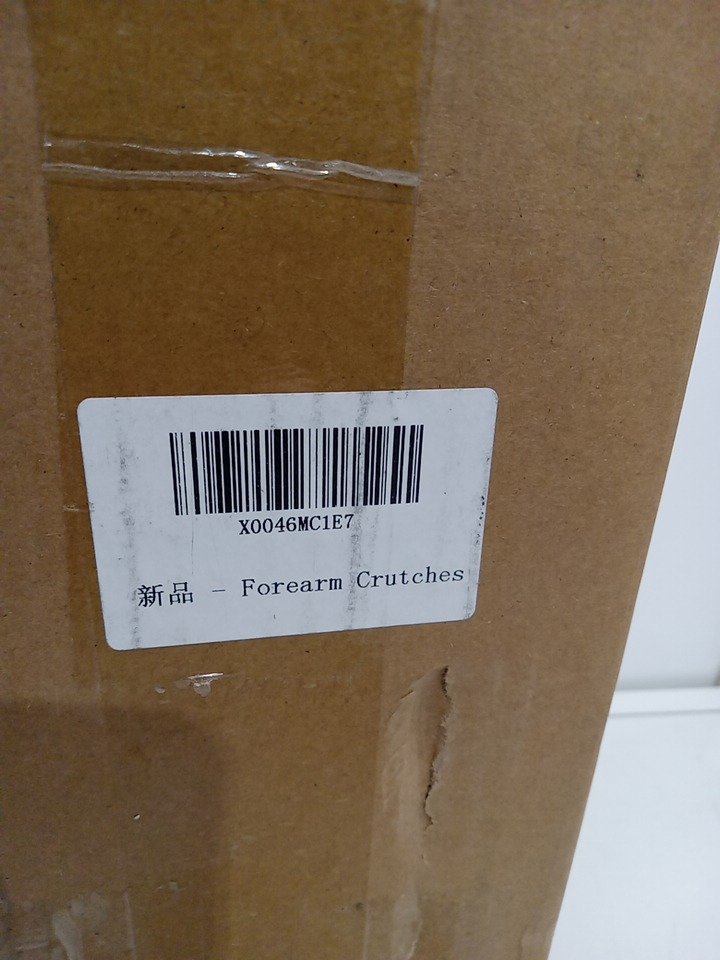 X0046MC1E7
新品 - Forearm Crutches